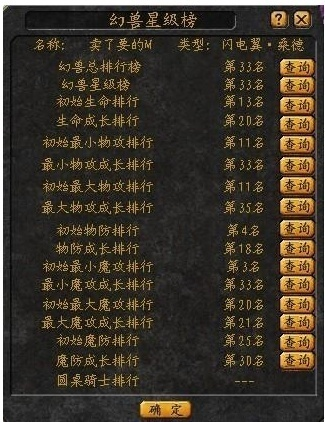 幻兽星级榜 ? ×
名称: 卖了要的M 类型: 闪电翼·桑德
幻兽总排行榜 第33名 查询
幻兽星级榜 第33名 查询
初始生命排行 第13名 查询
生命成长排行 第20名 查询
初始最小物攻排行 第11名 查询
最小物攻成长排行 第33名 查询
初始最大物攻排行 第11名 查询
最大物攻成长排行 第35名 查询
初始物防排行 第4名 查询
物防成长排行 第18名 查询
初始最小魔攻排行 第3名 查询
最小魔攻成长排行 第33名 查询
初始最大魔攻排行 第20名 查询
最大魔攻成长排行 第21名 查询
初始魔防排行 第25名 查询
魔防成长排行 第30名 查询
圆桌骑士排行 ---
确 定